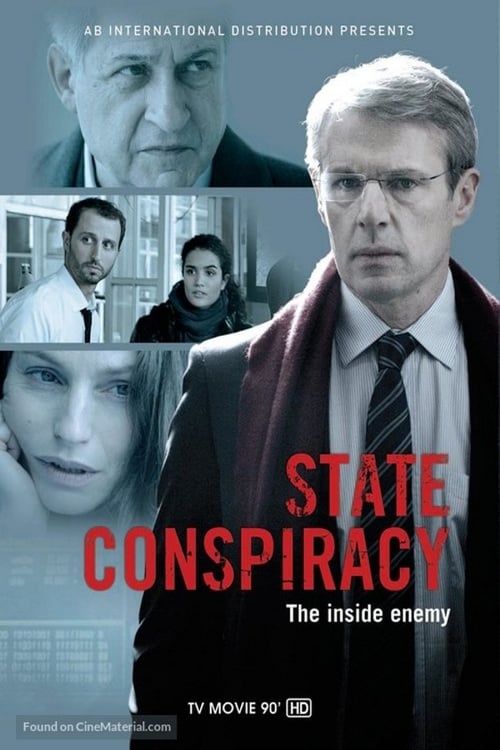 AB INTERNATIONAL DISTRIBUTION PRESENTS
STATE
CONSPIRACY
The inside enemy
TV MOVIE 90' HD
Found on CineMaterial.com